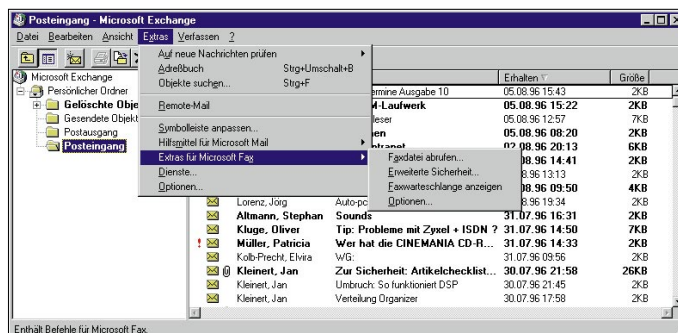 Posteingang - Microsoft Exchange
Datei Bearbeiten Ansicht Extras Verfassen ?
Auf neue Nachrichten prüfen
Adreßbuch Strg+Umschalt+B
Objekte suchen... Strg+F
Remote-Mail
Symbolleiste anpassen...
Hilfsmittel für Microsoft Mail
Extras für Microsoft Fax
Dienste...
Optionen...
Faxdatei abrufen...
Erweiterte Sicherheit...
Faxwarteschlange anzeigen
Optionen...
Microsoft Exchange
Persönlicher Ordner
Gelöschte Obje
Gesendete Objekt
Postausgang
Posteingang
Erhalten Größe
ermine Ausgabe 10 05.08.96 15:43 2KB
M-Laufwerk 05.08.96 15:22 2KB
leser 05.08.96 12:57 7KB
en 05.08.96 08:20 2KB
tranet 02.08.96 20:13 6KB
08.96 14:41 2KB
08.96 13:13 2KB
08.96 09:50 4KB
Lorenz, Jörg Auto-pc 08.96 19:34 2KB
Altmann, Stephan Sounds 31.07.96 16:31 2KB
Kluge, Oliver Tip: Probleme mit Zyxel + ISDN ? 31.07.96 14:50 7KB
! Müller, Patricia Wer hat die CINEMANIA CD-R... 31.07.96 14:33 2KB
Kolb-Precht, Elvira WG: 31.07.96 09:56 2KB
Kleinert, Jan Zur Sicherheit: Artikelchecklist... 30.07.96 21:58 26KB
Kleinert, Jan Umbruch: So funktioniert DSP 30.07.96 21:45 2KB
Kleinert, Jan Verteilung Organizer 30.07.96 17:58 2KB
Enthält Befehle für Microsoft Fax.